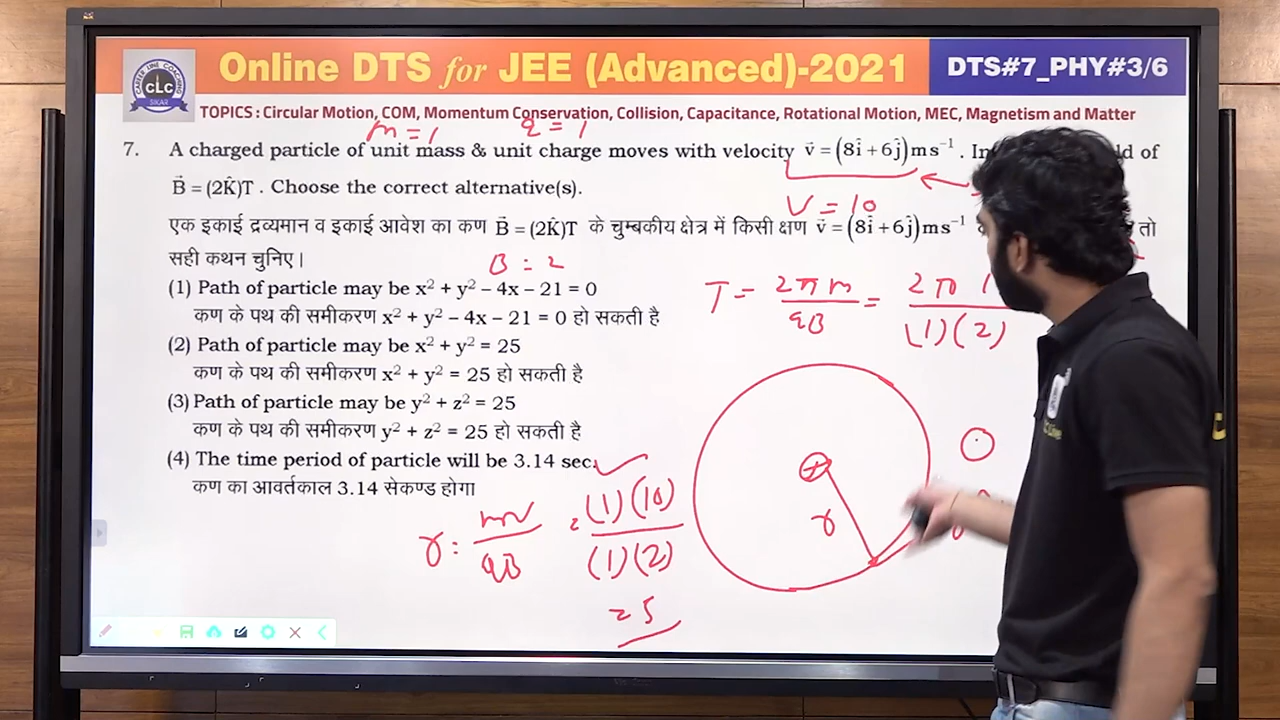 CLC
SIKAR
Online DTS for JEE (Advanced)-2021
DTS#7_PHY#3/6
TOPICS : Circular Motion, COM, Momentum Conservation, Collision, Capacitance, Rotational Motion, MEC, Magnetism and Matter
m = 1 q = 1
7. A charged particle of unit mass & unit charge moves with velocity v⃗ = (8î + 6ĵ) m s⁻¹ . In
B⃗ = (2K̂)T . Choose the correct alternative(s).
V = 10
एक इकाई द्रव्यमान व इकाई आवेश का कण B⃗ = (2K̂)T के चुम्बकीय क्षेत्र में किसी क्षण v⃗ = (8î + 6ĵ) m s⁻¹ तो
सही कथन चुनिए।
B = 2
(1) Path of particle may be x² + y² – 4x – 21 = 0
कण के पथ की समीकरण x² + y² – 4x – 21 = 0 हो सकती है
(2) Path of particle may be x² + y² = 25
कण के पथ की समीकरण x² + y² = 25 हो सकती है
(3) Path of particle may be y² + z² = 25
कण के पथ की समीकरण y² + z² = 25 हो सकती है
(4) The time period of particle will be 3.14 sec.
कण का आवर्तकाल 3.14 सेकण्ड होगा
T = 2πm / qB = 2π 1 / (1)(2)
r = mv / qB = (1)(10) / (1)(2)
= 5
r